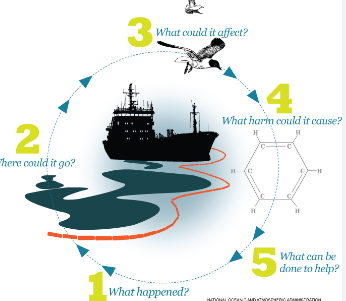 3 What could it affect?
4
What harm could it cause?
2
here could it go?
H H
C C
H C C H
C C
H H
5 What can be
done to help?
1 What happened?
NATIONAL OCEANIC AND ATMOSPHERIC ADMINISTRATION